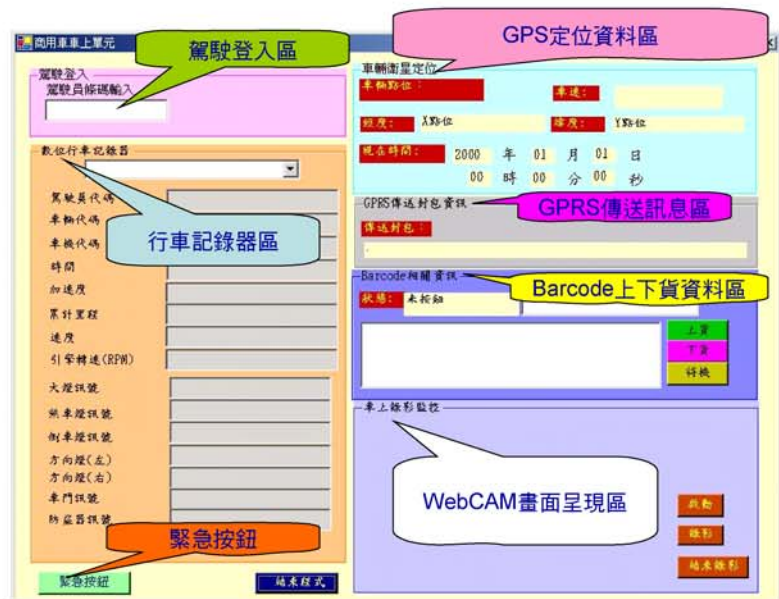 商用車車上單元
駕駛登入區
GPS定位資料區
駕駛登入
駕駛員條碼輸入
車輛衛星定位
車輛點位：
車速：
經度： X點位
緯度： Y點位
現在時間： 2000 年 01 月 01 日
00 時 00 分 00 秒
數位行車記錄器
行車記錄器區
駕駛員代碼
車輛代碼
車機代碼
時間
加速度
累計里程
速度
引擎轉速(RPM)
大燈訊號
煞車燈訊號
倒車燈訊號
方向燈(左)
方向燈(右)
車門訊號
防盜器訊號
GPRS傳送封包資訊
GPRS傳送訊息區
傳送封包：
Barcode相關資訊
Barcode上下貨資料區
狀態： 未按鈕
上貨
下貨
待機
車上錄影監控
WebCAM畫面呈現區
啟動
錄影
結束錄影
緊急按鈕
緊急按鈕
結束程式